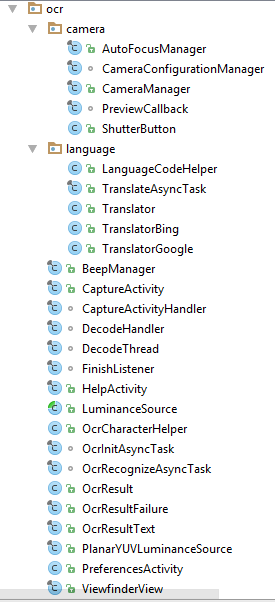 ocr
camera
AutoFocusManager
CameraConfigurationManager
CameraManager
PreviewCallback
ShutterButton
language
LanguageCodeHelper
TranslateAsyncTask
Translator
TranslatorBing
TranslatorGoogle
BeepManager
CaptureActivity
CaptureActivityHandler
DecodeHandler
DecodeThread
FinishListener
HelpActivity
LuminanceSource
OcrCharacterHelper
OcrInitAsyncTask
OcrRecognizeAsyncTask
OcrResult
OcrResultFailure
OcrResultText
PlanarYUVLuminanceSource
PreferencesActivity
ViewfinderView